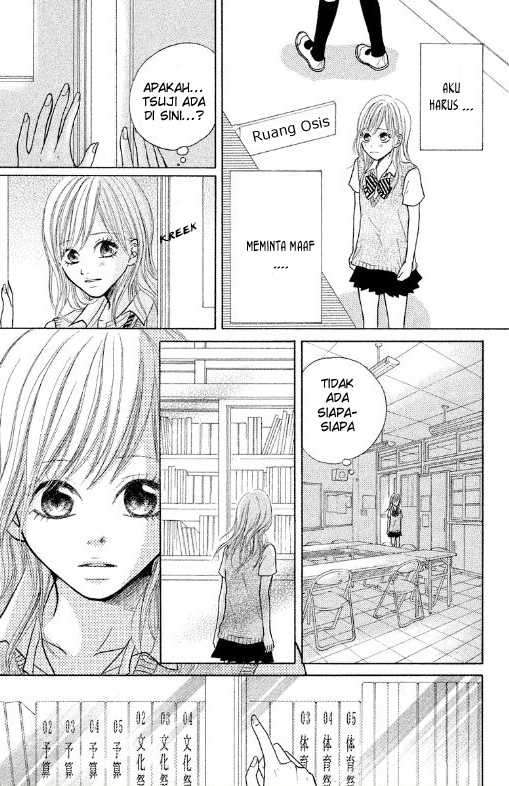 AKU
HARUS ...
Ruang Osis
MEMINTA MAAF
....
APAKAH...
TSUJI ADA
DI SINI...?
KREEK
TIDAK
ADA
SIAPA-
SIAPA
05 体育祭
04 体育祭
03 体育
04 文化祭
03 文化祭
02 文化祭
05 予算
04 予算
03 予算
02 予算